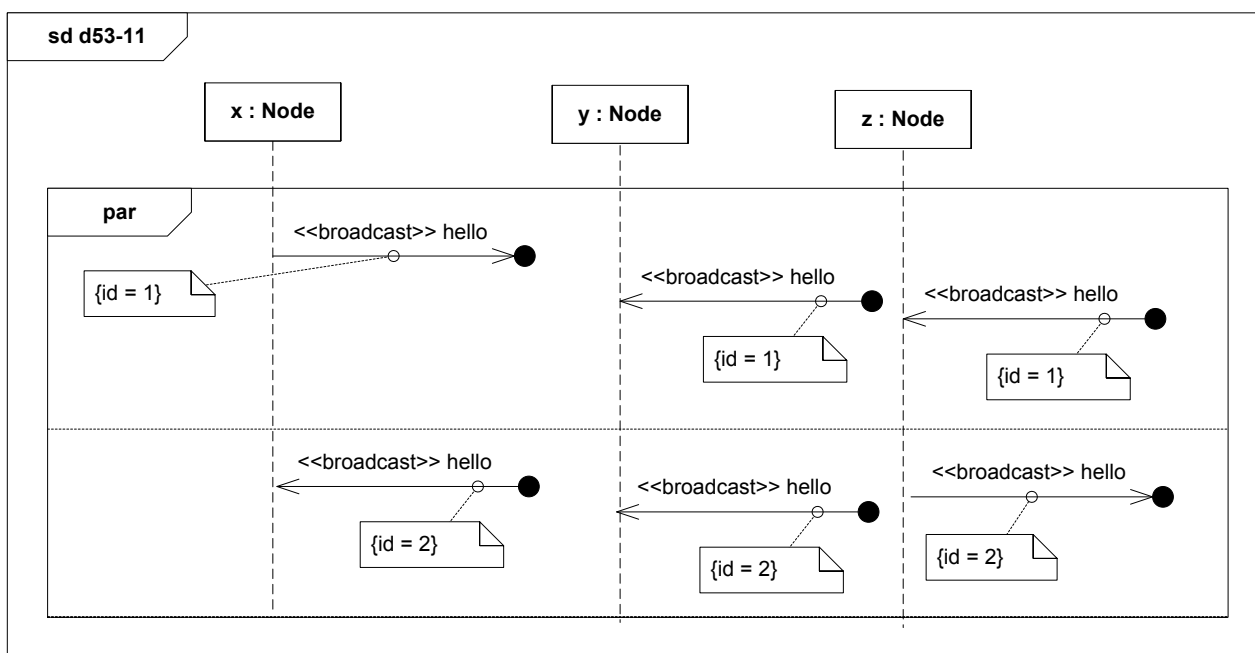 sd d53-11
x : Node
y : Node
z : Node
par
<<broadcast>> hello
{id = 1}
<<broadcast>> hello
{id = 1}
<<broadcast>> hello
{id = 1}
<<broadcast>> hello
{id = 2}
<<broadcast>> hello
{id = 2}
<<broadcast>> hello
{id = 2}